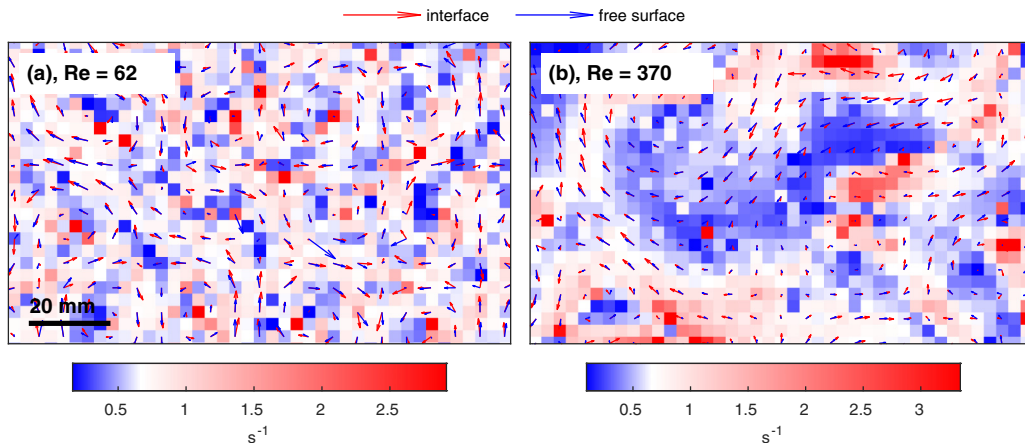 interface free surface
(a), Re = 62 (b), Re = 370
20 mm
0.5 1 1.5 2 2.5 0.5 1 1.5 2 2.5 3
s⁻¹ s⁻¹